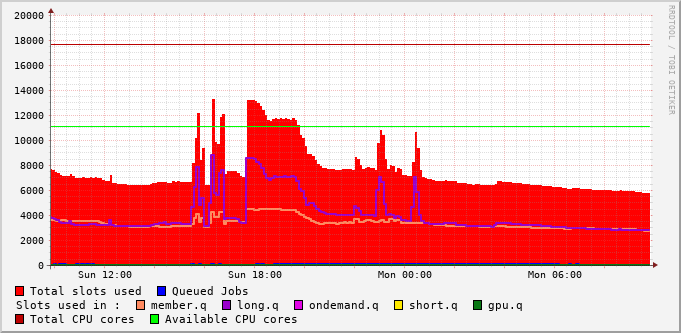 20000
18000
16000
14000
12000
10000
8000
6000
4000
2000
0
Sun 12:00 Sun 18:00 Mon 00:00 Mon 06:00
RRDTOOL / TOBI OETIKER
Total slots used Queued Jobs
Slots used in : member.q long.q ondemand.q short.q gpu.q
Total CPU cores Available CPU cores